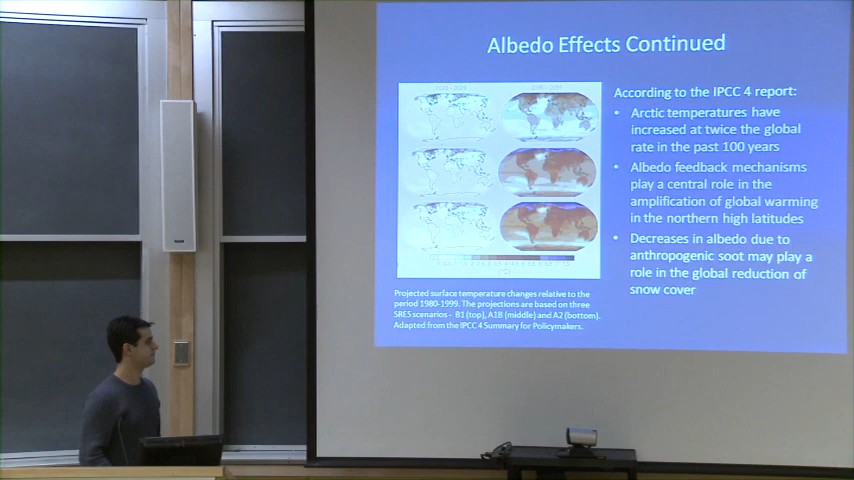 Albedo Effects Continued
According to the IPCC 4 report:
• Arctic temperatures have
increased at twice the global
rate in the past 100 years
• Albedo feedback mechanisms
play a central role in the
amplification of global warming
in the northern high latitudes
• Decreases in albedo due to
anthropogenic soot may play a
role in the global reduction of
snow cover
(°C)
Projected surface temperature changes relative to the
period 1980-1999. The projections are based on three
SRES scenarios - B1 (top), A1B (middle) and A2 (bottom).
Adapted from the IPCC 4 Summary for Policymakers.